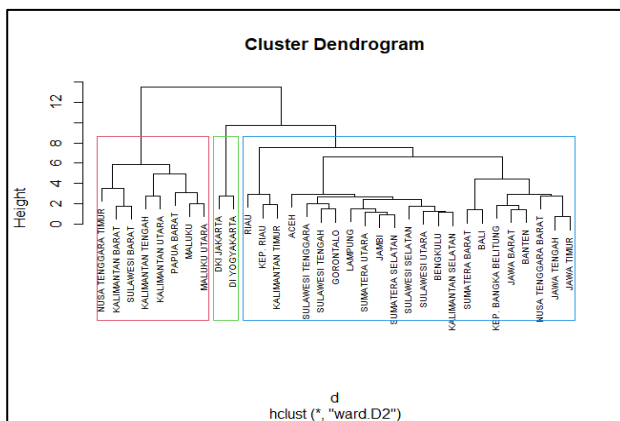 Cluster Dendrogram
Height
12
8
6
4
2
0
NUSA TENGGARA TIMUR
KALIMANTAN BARAT
SULAWESI BARAT
KALIMANTAN TENGAH
KALIMANTAN UTARA
PAPUA BARAT
MALUKU
MALUKU UTARA
DKI JAKARTA
DI YOGYAKARTA
RIAU
KEP. RIAU
KALIMANTAN TIMUR
ACEH
SULAWESI TENGGARA
SULAWESI TENGAH
GORONTALO
LAMPUNG
SUMATERA UTARA
JAMBI
SUMATERA SELATAN
SULAWESI SELATAN
SULAWESI UTARA
BENGKULU
KALIMANTAN SELATAN
SUMATERA BARAT
BALI
KEP. BANGKA BELITUNG
JAWA BARAT
BANTEN
NUSA TENGGARA BARAT
JAWA TENGAH
JAWA TIMUR
d
hclust (*, "ward.D2")